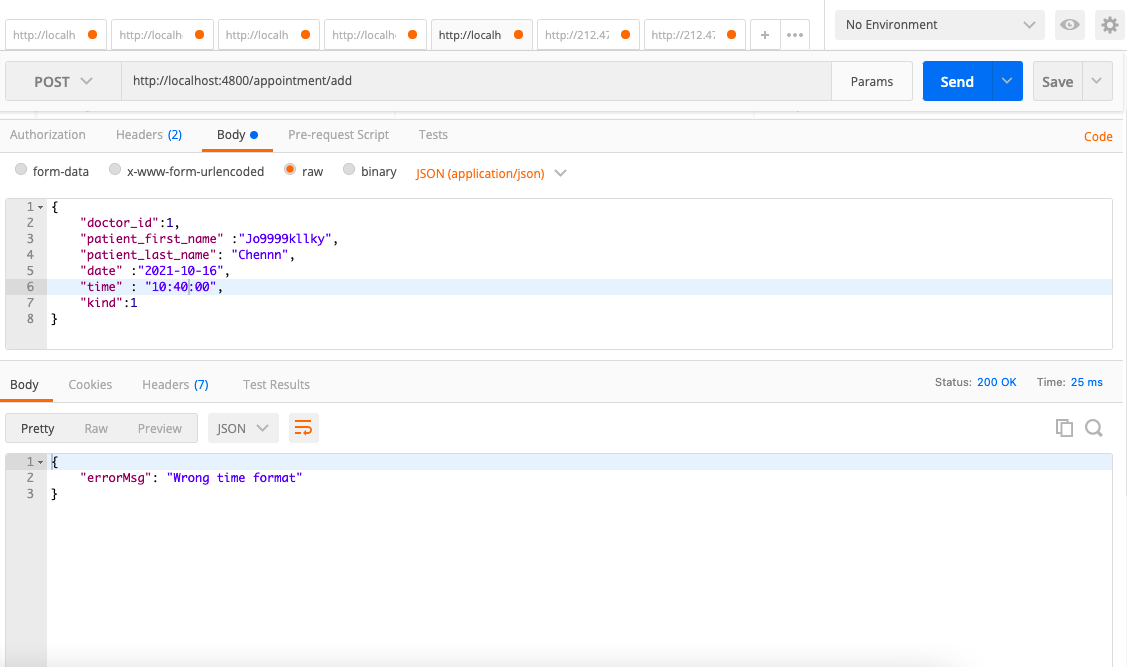 http://localh
http://localh
http://localh
http://localh
http://localh
http://212.47
http://212.47
+
No Environment
POST
http://localhost:4800/appointment/add
Params
Send
Save
Authorization
Headers (2)
Body
Pre-request Script
Tests
Code
form-data
x-www-form-urlencoded
raw
binary
JSON (application/json)
1 {
2 "doctor_id":1,
3 "patient_first_name" :"Jo9999kllky",
4 "patient_last_name": "Chennn",
5 "date" :"2021-10-16",
6 "time" : "10:40:00",
7 "kind":1
8 }
Body
Cookies
Headers (7)
Test Results
Status: 200 OK
Time: 25 ms
Pretty
Raw
Preview
JSON
1 {
2 "errorMsg": "Wrong time format"
3 }